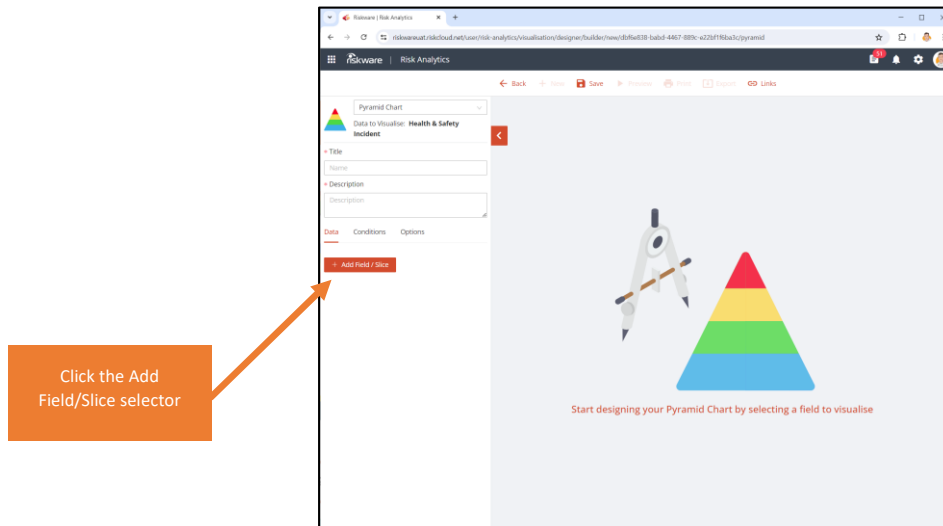 Riskware | Risk Analytics
riskwareuat.riskcloud.net/user/risk-analytics/visualisation/designer/builder/new/dbf6e838-babd-4467-889c-e22bf1f6ba3c/pyramid
riskware | Risk Analytics
51
Back New Save Preview Print Export Links
Pyramid Chart
Data to Visualise: Health & Safety
Incident
* Title
Name
* Description
Description
Data Conditions Options
+ Add Field / Slice
Click the Add
Field/Slice selector
Start designing your Pyramid Chart by selecting a field to visualise